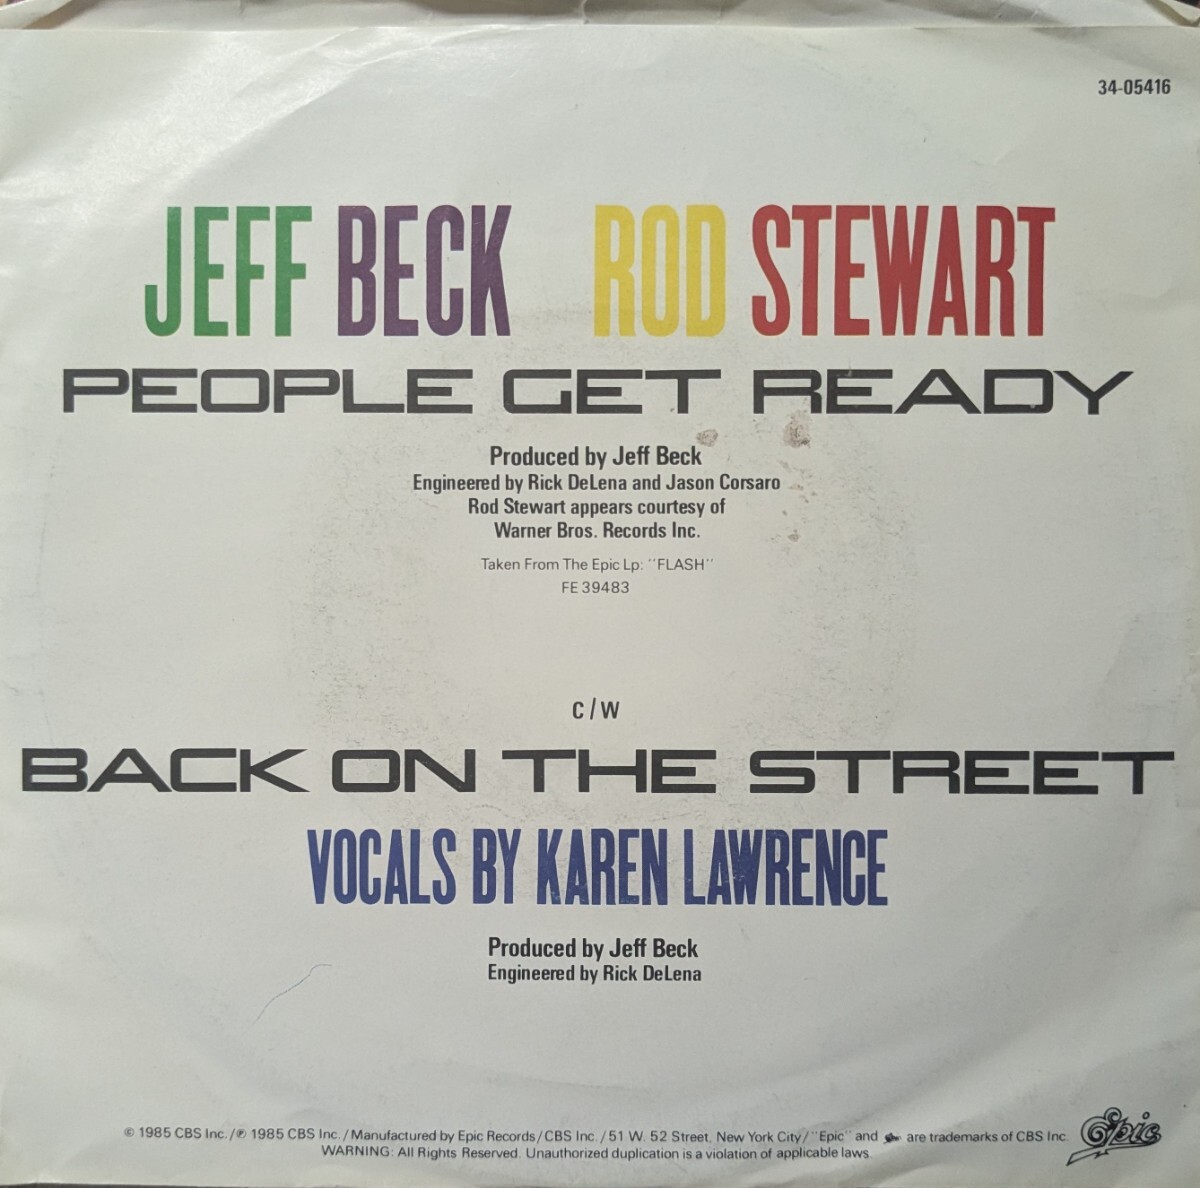 34-05416
JEFF BECK ROD STEWART
PEOPLE GET READY
Produced by Jeff Beck
Engineered by Rick DeLena and Jason Corsaro
Rod Stewart appears courtesy of
Warner Bros. Records Inc.
Taken From The Epic Lp: "FLASH"
FE 39483
c/w
BACK ON THE STREET
VOCALS BY KAREN LAWRENCE
Produced by Jeff Beck
Engineered by Rick DeLena
© 1985 CBS Inc./℗ 1985 CBS Inc./Manufactured by Epic Records/CBS Inc./51 W. 52 Street, New York City/"Epic" and are trademarks of CBS Inc.
WARNING: All Rights Reserved. Unauthorized duplication is a violation of applicable laws.
Epic